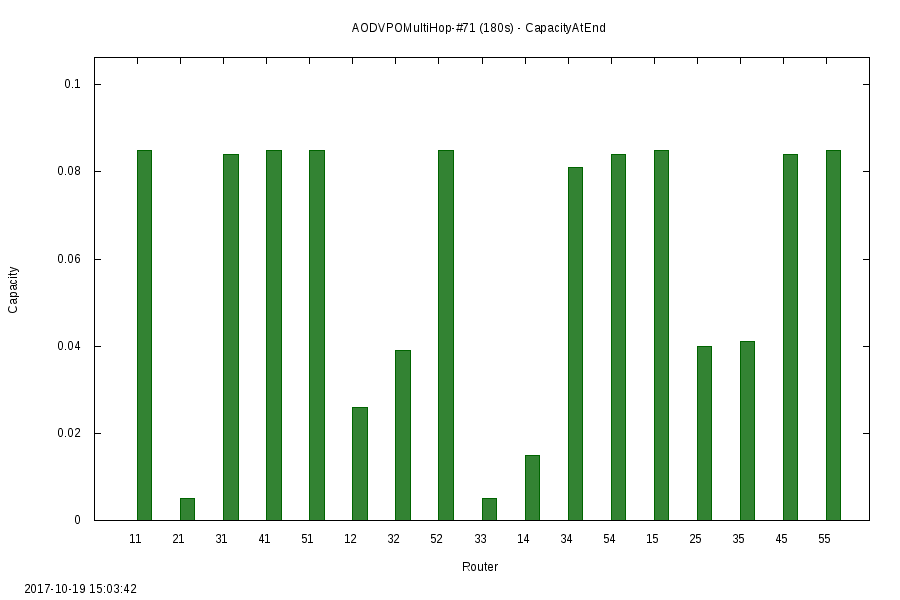 AODVPOMultiHop-#71 (180s) - CapacityAtEnd
0.1
0.08
0.06
0.04
0.02
0
Capacity
11 21 31 41 51 12 32 52 33 14 34 54 15 25 35 45 55
Router
2017-10-19 15:03:42